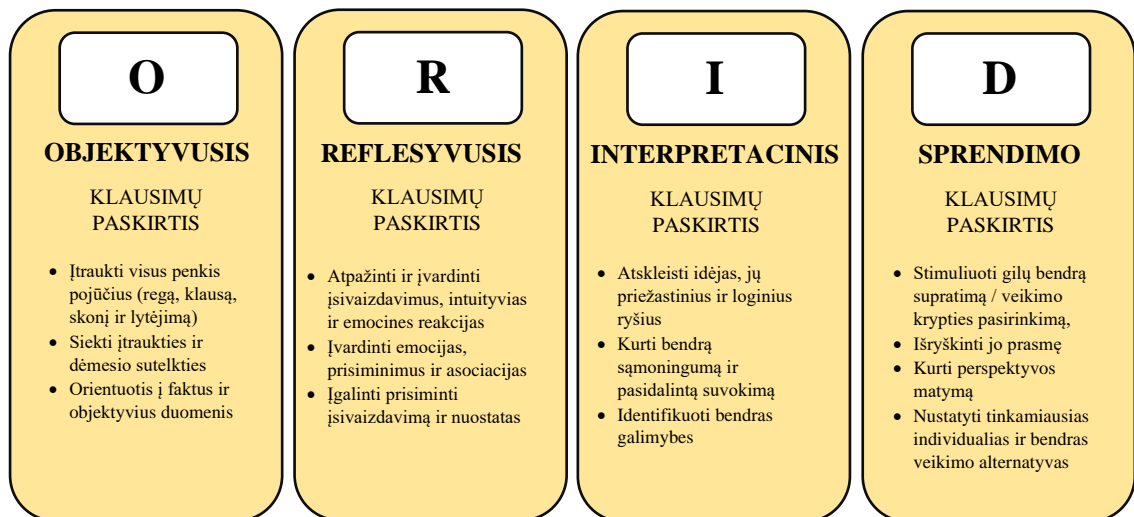 O
OBJEKTYVUSIS
KLAUSIMŲ
PASKIRTIS
• Įtraukti visus penkis
pojūčius (regą, klausą,
skonį ir lytėjimą)
• Siekti įtraukties ir
dėmesio sutelkties
• Orientuotis į faktus ir
objektyvius duomenis
R
REFLESYVUSIS
KLAUSIMŲ
PASKIRTIS
• Atpažinti ir įvardinti
įsivaizdavimus, intuityvias
ir emocines reakcijas
• Įvardinti emocijas,
prisiminimus ir asociacijas
• Įgalinti prisiminti
įsivaizdavimą ir nuostatas
I
INTERPRETACINIS
KLAUSIMŲ
PASKIRTIS
• Atskleisti idėjas, jų
priežastinius ir loginius
ryšius
• Kurti bendrą
sąmoningumą ir
pasidalintą suvokimą
• Identifikuoti bendras
galimybes
D
SPRENDIMO
KLAUSIMŲ
PASKIRTIS
• Stimuliuoti gilų bendrą
supratimą / veikimo
krypties pasirinkimą,
• Išryškinti jo prasmę
• Kurti perspektyvos
matymą
• Nustatyti tinkamiausias
individualias ir bendras
veikimo alternatyvas